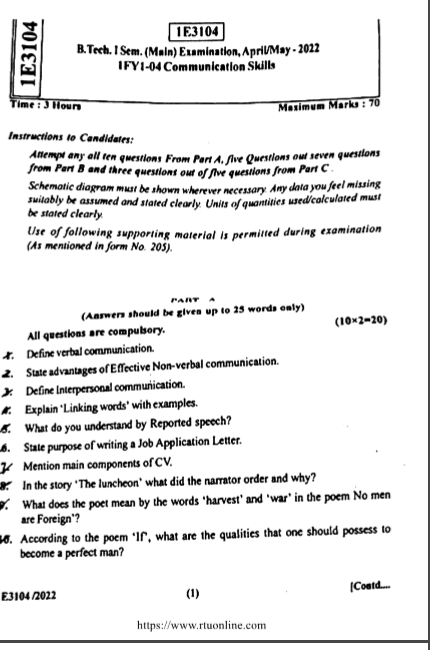 1E3104
1E3104
B.Tech. I Sem. (Main) Examination, April/May - 2022
1FY1-04 Communication Skills
Time : 3 Hours
Maximum Marks : 70
Instructions to Candidates:
Attempt any all ten questions From Part A, five Questions out seven questions
from Part B and three questions out of five questions from Part C .
Schematic diagram must be shown wherever necessary. Any data you feel missing
suitably be assumed and stated clearly. Units of quantities used/calculated must
be stated clearly.
Use of following supporting material is permitted during examination
(As mentioned in form No. 205).
PART A
(Answers should be given up to 25 words only)
(10×2=20)
All questions are compulsory.
1. Define verbal communication.
2. State advantages of Effective Non-verbal communication.
3. Define Interpersonal communication.
4. Explain 'Linking words' with examples.
5. What do you understand by Reported speech?
6. State purpose of writing a Job Application Letter.
7. Mention main components of CV.
8. In the story 'The luncheon' what did the narrator order and why?
9. What does the poet mean by the words 'harvest' and 'war' in the poem No men
are Foreign'?
10. According to the poem 'If', what are the qualities that one should possess to
become a perfect man?
E3104 /2022
(1)
[Contd....
https://www.rtuonline.com